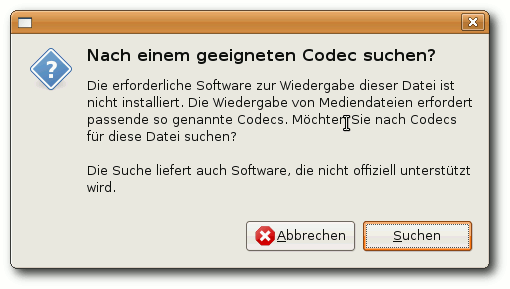 Nach einem geeigneten Codec suchen?
Die erforderliche Software zur Wiedergabe dieser Datei ist
nicht installiert. Die Wiedergabe von Mediendateien erfordert
passende so genannte Codecs. Möchten Sie nach Codecs
für diese Datei suchen?
Die Suche liefert auch Software, die nicht offiziell unterstützt
wird.
Abbrechen
Suchen